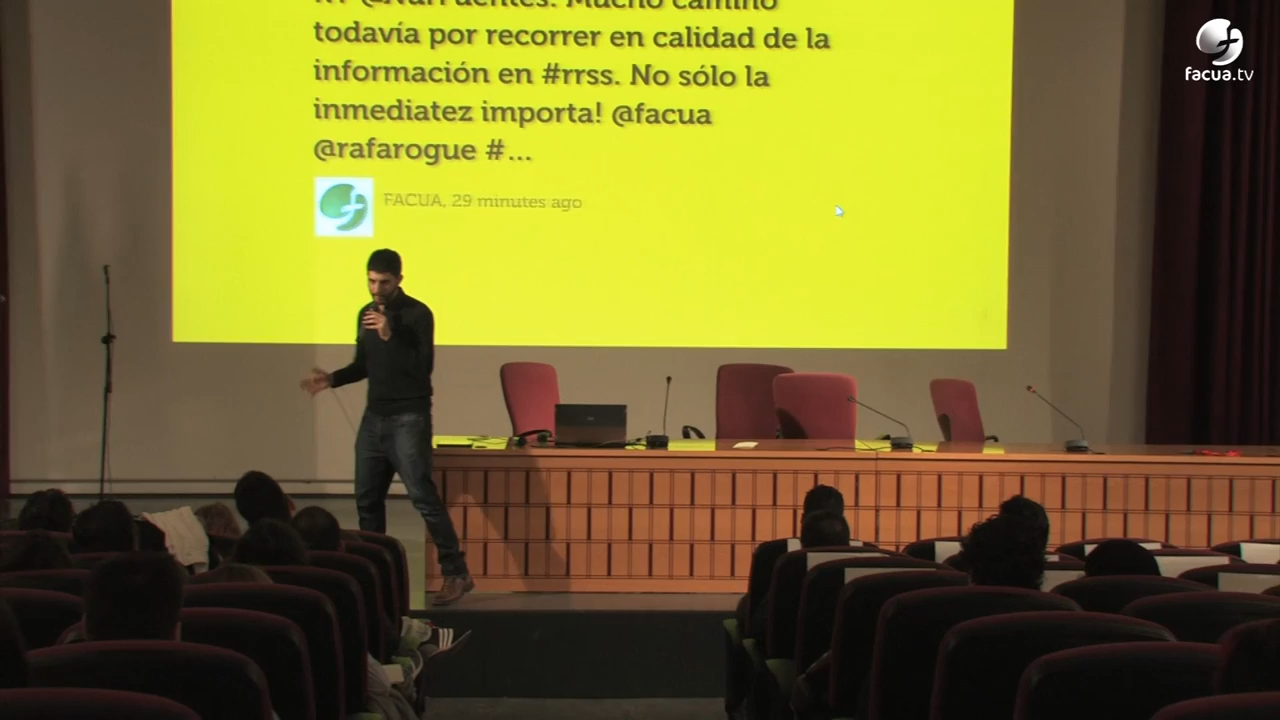 todavía por recorrer en calidad de la
información en #rrss. No sólo la
inmediatez importa! @facua
@rafarogue #...
FACUA, 29 minutes ago
facua.tv